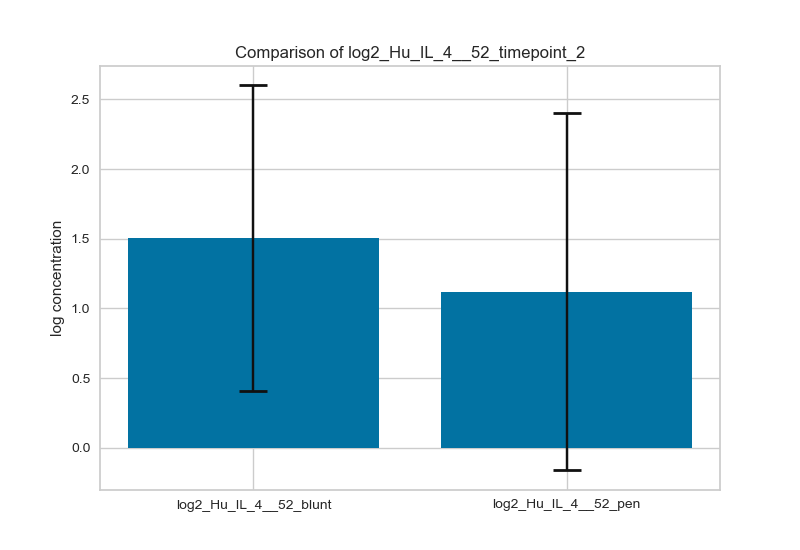 Comparison of log2_Hu_IL_4__52_timepoint_2
log concentration
2.5
2.0
1.5
1.0
0.5
0.0
log2_Hu_IL_4__52_blunt
log2_Hu_IL_4__52_pen